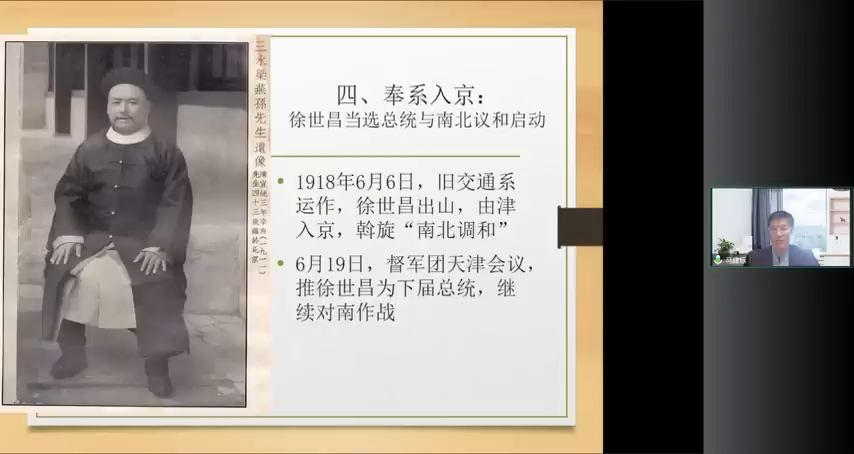 四、奉系入京：
徐世昌当选总统与南北议和启动
1918年6月6日，旧交通系
运作，徐世昌出山，由津
入京，斡旋“南北调和”
6月19日，督军团天津会议，
推徐世昌为下届总统，继
续对南作战
三水梁燕孙先生遗像